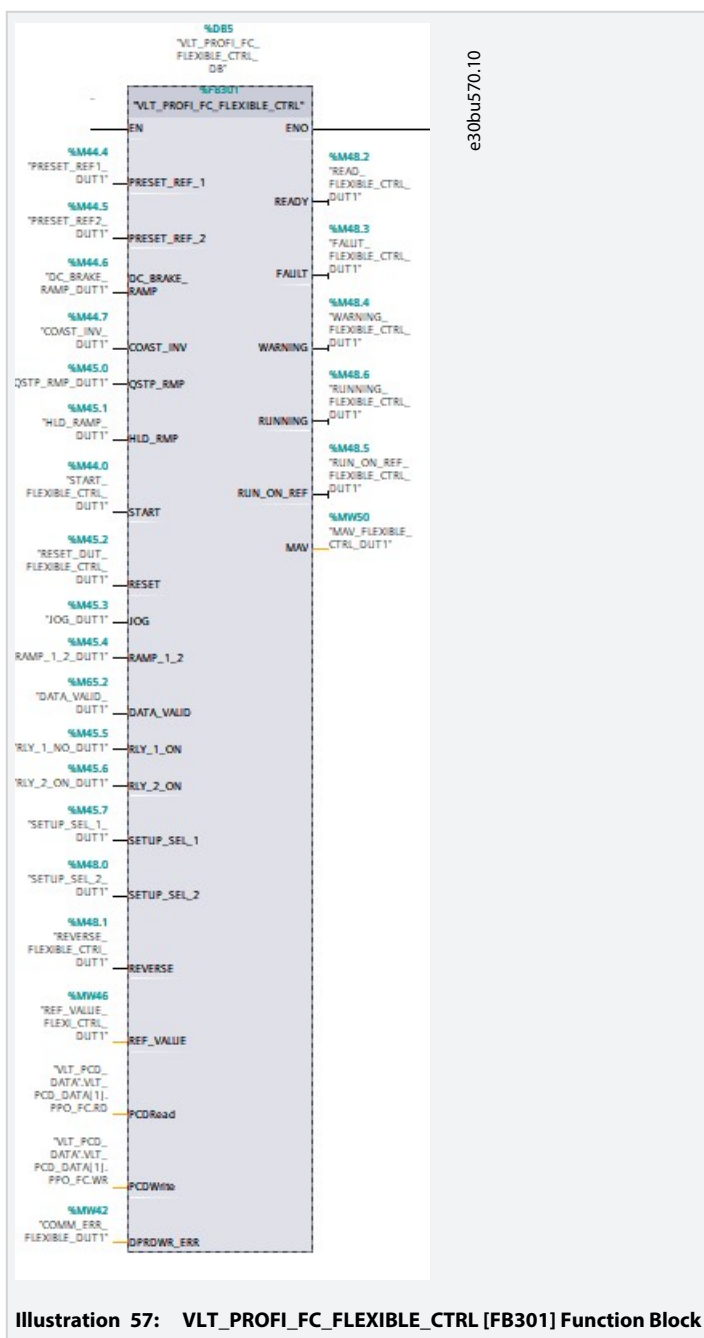 %DB5
"VLT_PROFI_FC_
FLEXIBLE_CTRL_
DB"
%FB301
"VLT_PROFI_FC_FLEXIBLE_CTRL"
EN
ENO
%M44.4
"PRESET_REF1_
DUT1"
PRESET_REF_1
%M44.5
"PRESET_REF2_
DUT1"
PRESET_REF_2
%M44.6
"DC_BRAKE_
RAMP_DUT1"
DC_BRAKE_
RAMP
%M44.7
"COAST_INV_
DUT1"
COAST_INV
%M45.0
QSTP_RMP_DUT1"
QSTP_RMP
%M45.1
"HLD_RAMP_
DUT1"
HLD_RMP
%M44.0
"START_
FLEXIBLE_CTRL_
DUT1"
START
%M45.2
"RESET_DUT_
FLEXIBLE_CTRL_
DUT1"
RESET
%M45.3
"JOG_DUT1"
JOG
%M45.4
RAMP_1_2_DUT1"
RAMP_1_2
%M65.2
"DATA_VALID_
DUT1"
DATA_VALID
%M45.5
"RLY_1_NO_DUT1"
RLY_1_ON
%M45.6
"RLY_2_ON_DUT1"
RLY_2_ON
%M45.7
"SETUP_SEL_1_
DUT1"
SETUP_SEL_1
%M48.0
"SETUP_SEL_2_
DUT1"
SETUP_SEL_2
%M48.1
"REVERSE_
FLEXIBLE_CTRL_
DUT1"
REVERSE
%MW46
"REF_VALUE_
FLEXI_CTRL_
DUT1"
REF_VALUE
"VLT_PCD_
DATA".VLT_
PCD_DATA[1].
PPO_FC.RD
PCDRead
"VLT_PCD_
DATA".VLT_
PCD_DATA[1].
PPO_FC.WR
PCDWrite
%MW42
"COMM_ERR_
FLEXIBLE_DUT1"
DPRDWR_ERR
READY
%M48.2
"READ_
FLEXIBLE_CTRL_
DUT1"
FAULT
%M48.3
"FALUT_
FLEXIBLE_CTRL_
DUT1"
WARNING
%M48.4
"WARNING_
FLEXIBLE_CTRL_
DUT1"
RUNNING
%M48.6
"RUNNING_
FLEXIBLE_CTRL_
DUT1"
RUN_ON_REF
%M48.5
"RUN_ON_REF_
FLEXIBLE_CTRL_
DUT1"
MAV
%MW50
"MAV_FLEXIBLE_
CTRL_DUT1"
e30bu570.10
Illustration 57: VLT_PROFI_FC_FLEXIBLE_CTRL [FB301] Function Block